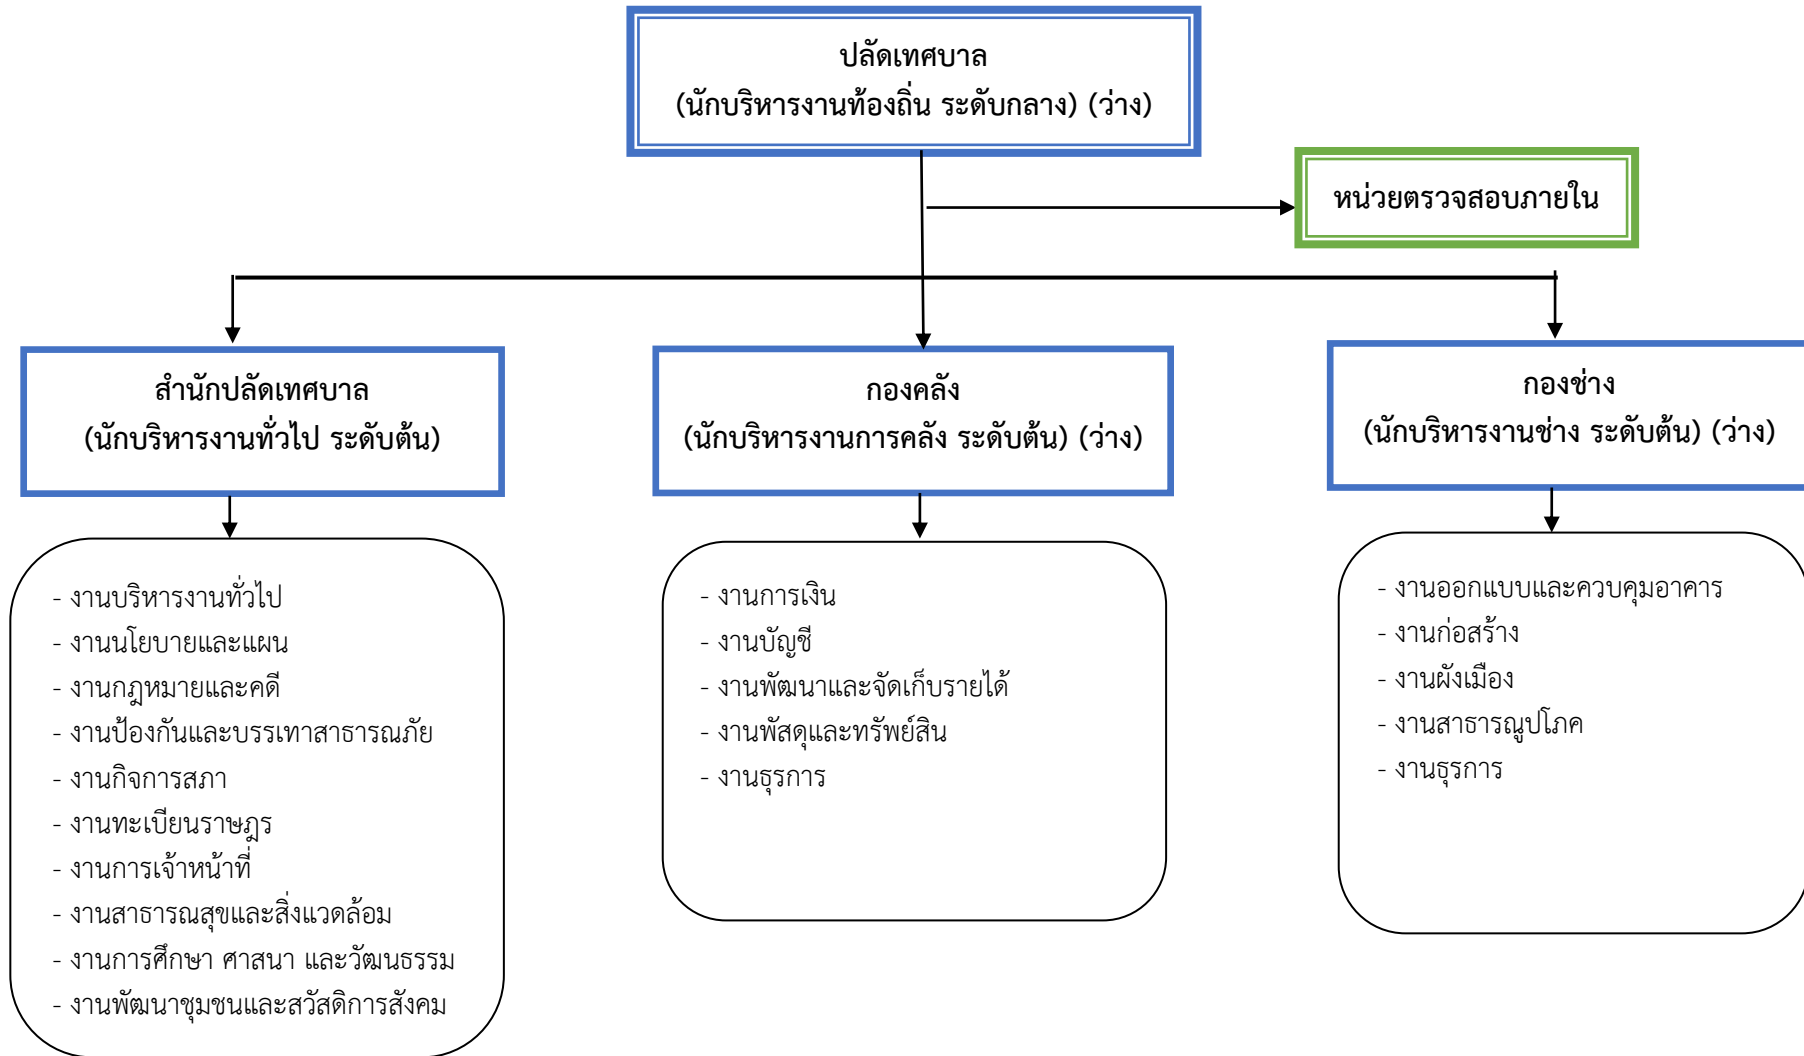 ปลัดเทศบาล
(นักบริหารงานท้องถิ่น ระดับกลาง) (ว่าง)
หน่วยตรวจสอบภายใน
สำนักปลัดเทศบาล
(นักบริหารงานทั่วไป ระดับต้น)
กองคลัง
(นักบริหารงานการคลัง ระดับต้น) (ว่าง)
กองช่าง
(นักบริหารงานช่าง ระดับต้น) (ว่าง)
- งานบริหารงานทั่วไป
- งานนโยบายและแผน
- งานกฎหมายและคดี
- งานป้องกันและบรรเทาสาธารณภัย
- งานกิจการสภา
- งานทะเบียนราษฎร
- งานการเจ้าหน้าที่
- งานสาธารณสุขและสิ่งแวดล้อม
- งานการศึกษา ศาสนา และวัฒนธรรม
- งานพัฒนาชุมชนและสวัสดิการสังคม
- งานการเงิน
- งานบัญชี
- งานพัฒนาและจัดเก็บรายได้
- งานพัสดุและทรัพย์สิน
- งานธุรการ
- งานออกแบบและควบคุมอาคาร
- งานก่อสร้าง
- งานผังเมือง
- งานสาธารณูปโภค
- งานธุรการ